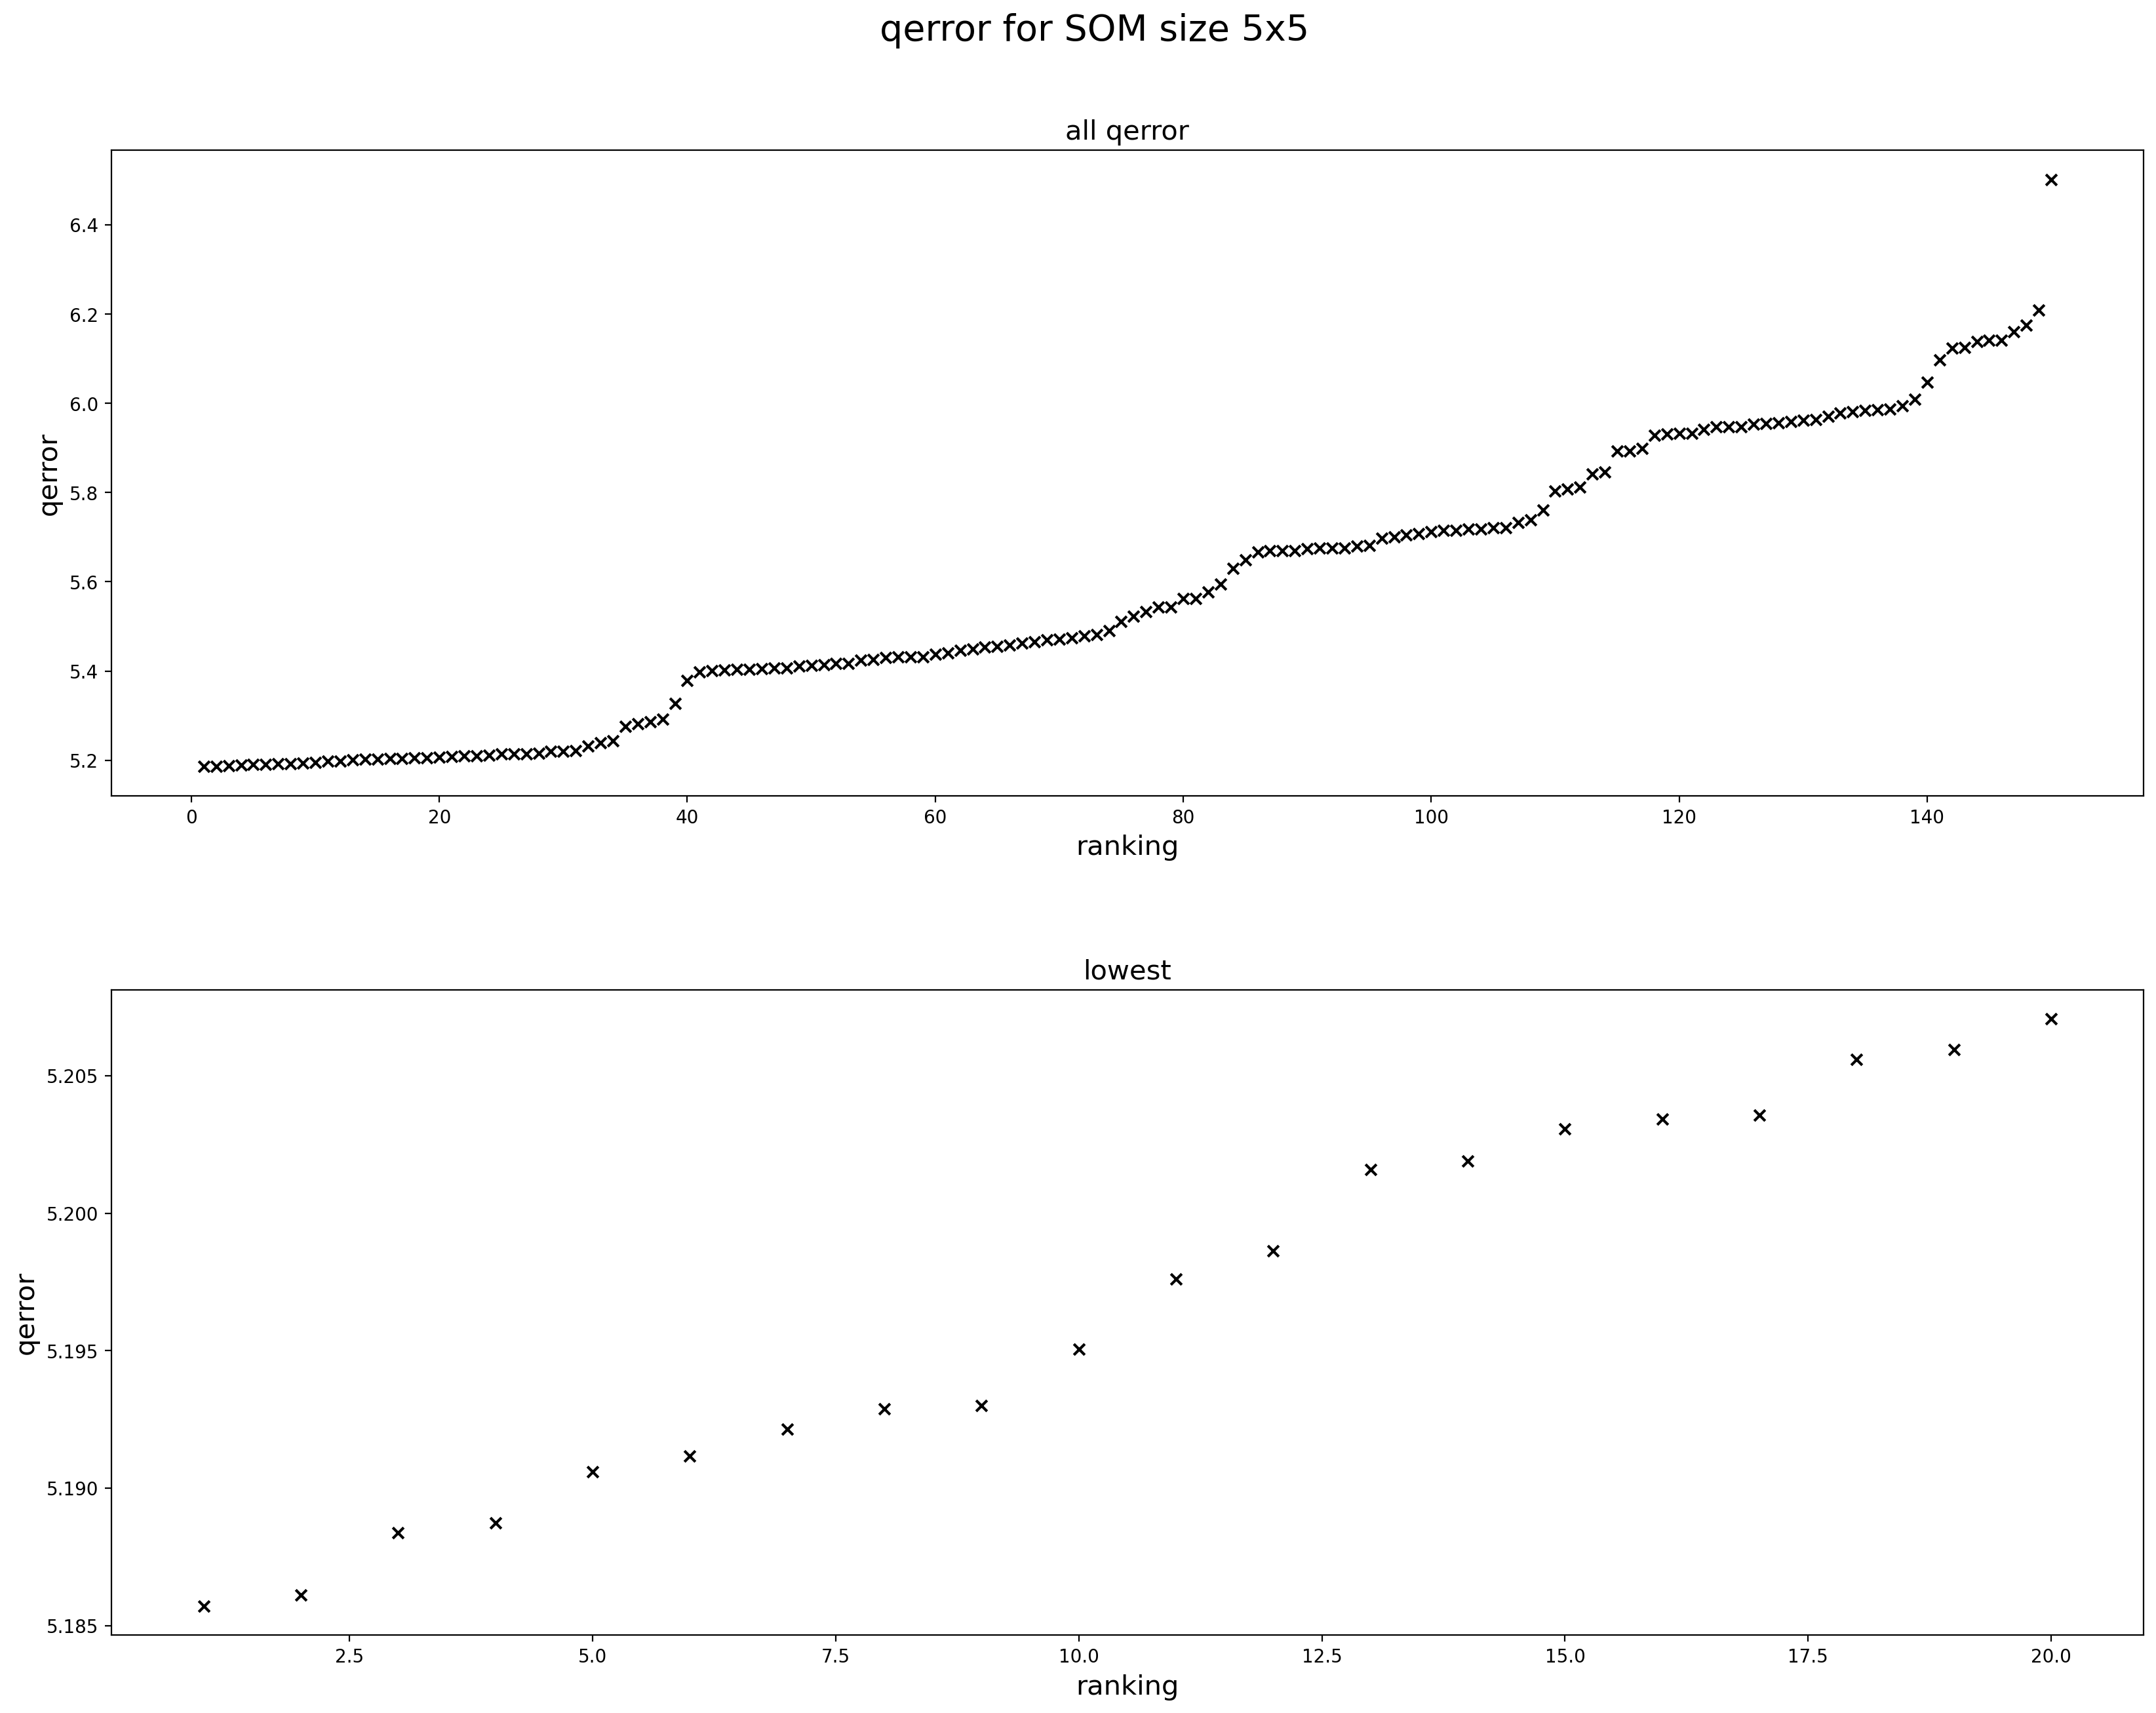 qerror for SOM size 5x5
all qerror
6.4
6.2
6.0
5.8
5.6
5.4
5.2
qerror
0 20 40 60 80 100 120 140
ranking
lowest
5.205
5.200
5.195
5.190
5.185
qerror
2.5 5.0 7.5 10.0 12.5 15.0 17.5 20.0
ranking